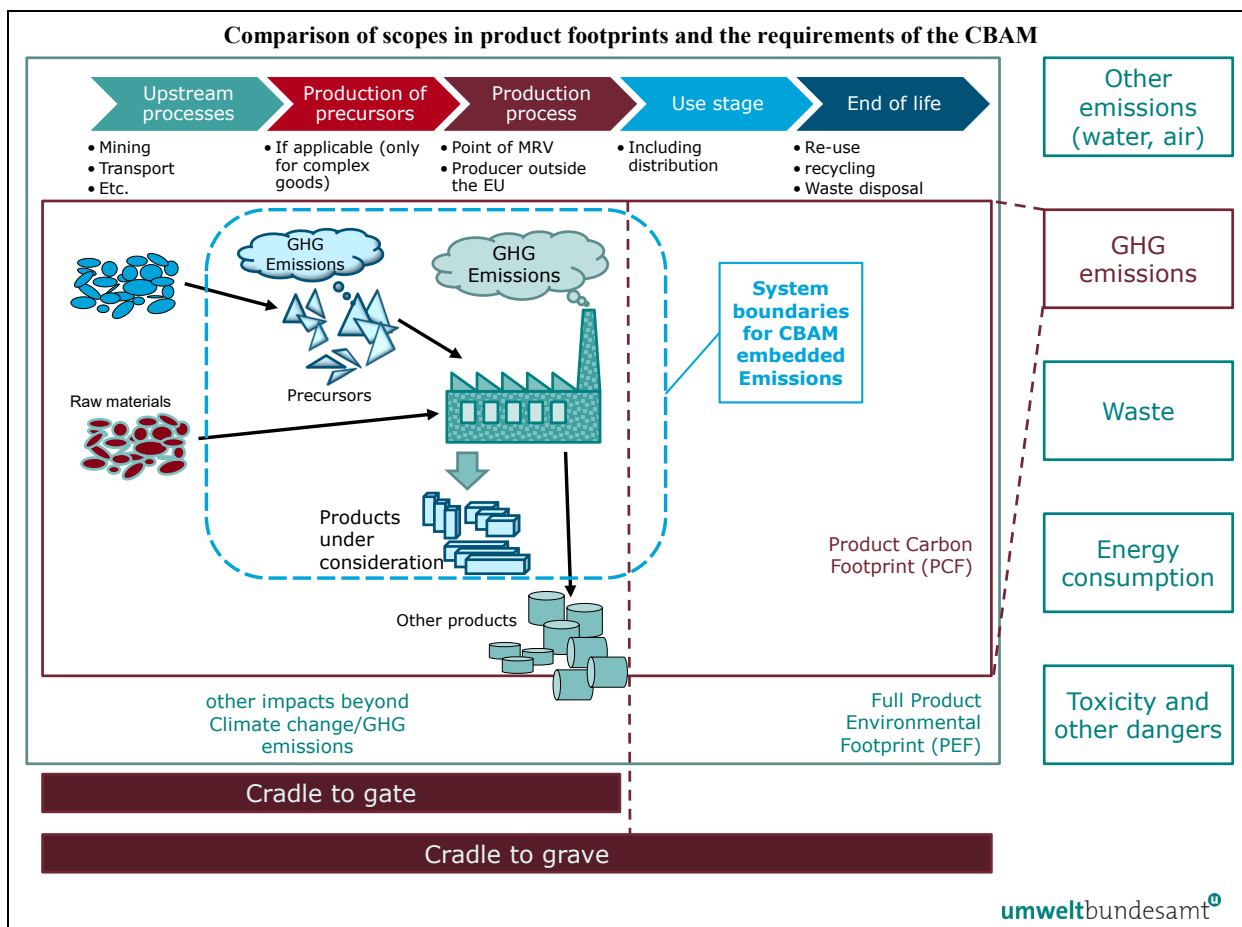 Comparison of scopes in product footprints and the requirements of the CBAM
Upstream
processes
Production of
precursors
Production
process
Use stage
End of life
• Mining
• Transport
• Etc.
• If applicable (only
for complex
goods)
• Point of MRV
• Producer outside
the EU
• Including
distribution
• Re-use
• recycling
• Waste disposal
Other
emissions
(water, air)
GHG
emissions
Waste
Energy
consumption
Toxicity and
other dangers
GHG
Emissions
GHG
Emissions
System
boundaries
for CBAM
embedded
Emissions
Precursors
Raw materials
Products
under
consideration
Other products
Product Carbon
Footprint (PCF)
other impacts beyond
Climate change/GHG
emissions
Full Product
Environmental
Footprint (PEF)
Cradle to gate
Cradle to grave
umweltbundesamt u